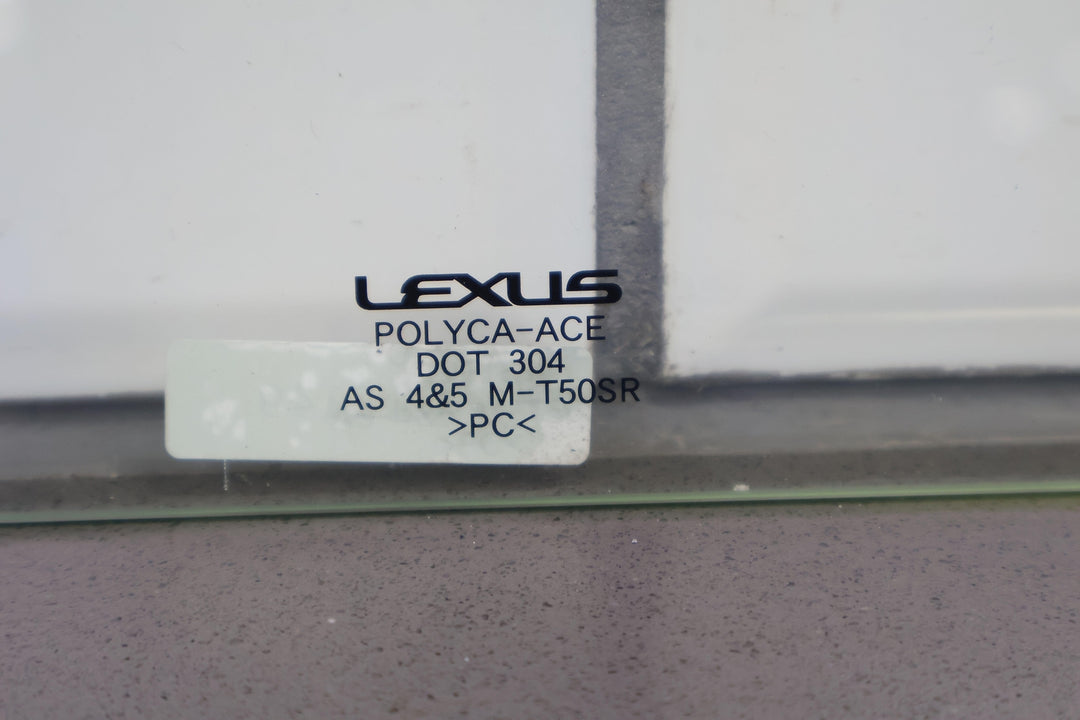 LEXUS
POLYCA-ACE
DOT 304
AS 4&5 M-T50SR
>PC<